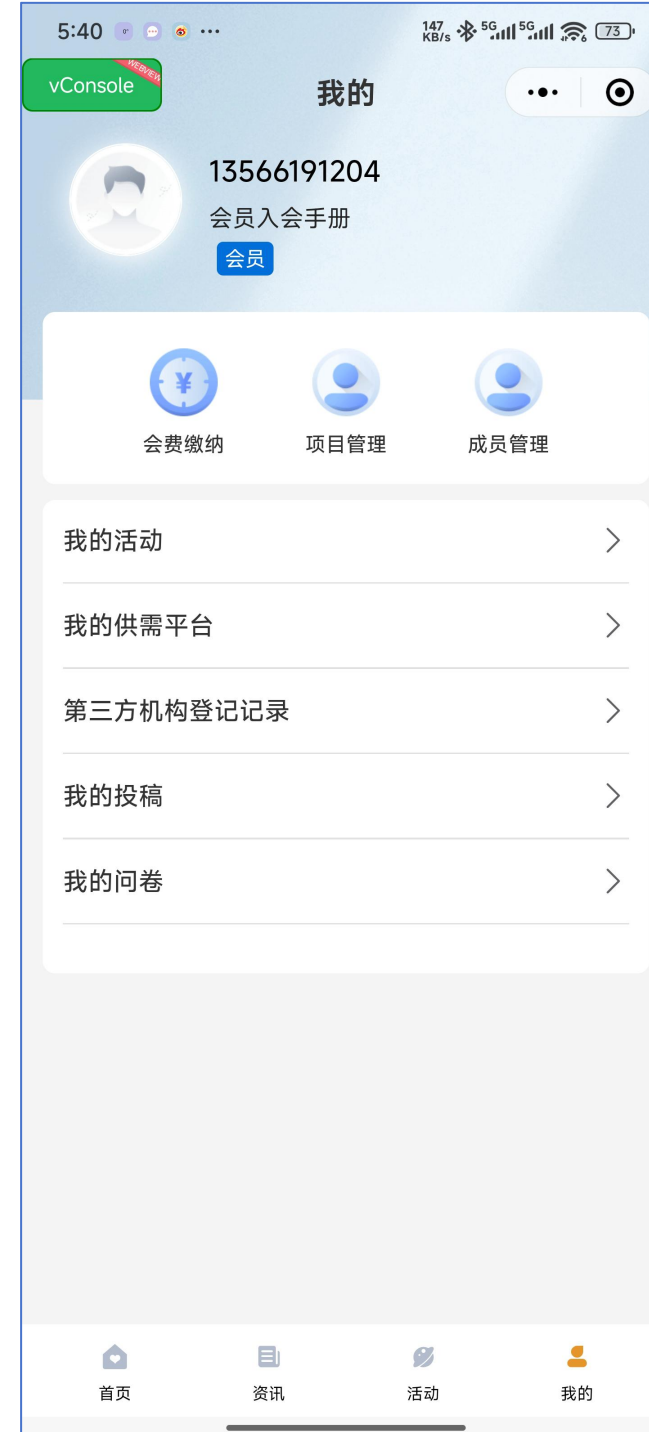 5:40 147 KB/s 5G 5G 6 73
vConsole WEBVIEW
我的
13566191204
会员入会手册
会员
会费缴纳 项目管理 成员管理
我的活动
我的供需平台
第三方机构登记记录
我的投稿
我的问卷
首页 资讯 活动 我的